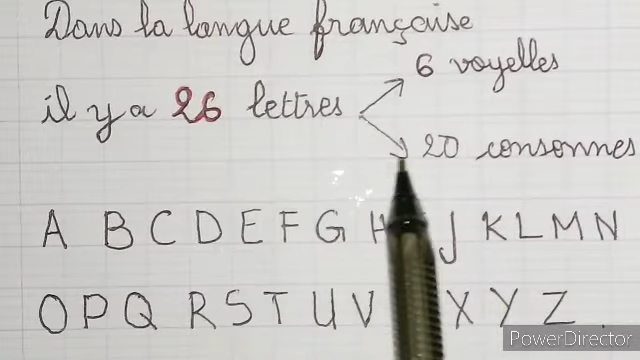 Dans la langue française
6 voyelles
il y a 26 lettres
20 consonnes
A B C D E F G H J K L M N
O P Q R S T U V X Y Z .
PowerDirector